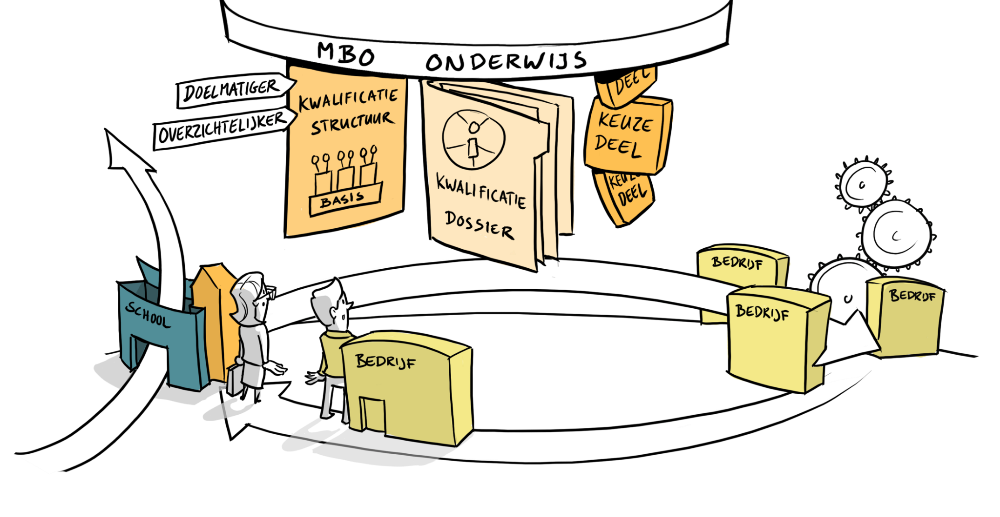 MBO ONDERWIJS
DOELMATIGER
OVERZICHTELIJKER
KWALIFICATIE
STRUCTUUR
BASIS
KWALIFICATIE
DOSSIER
DEEL
KEUZE
DEEL
DEEL
SCHOOL
BEDRIJF
BEDRIJF
BEDRIJF
BEDRIJF